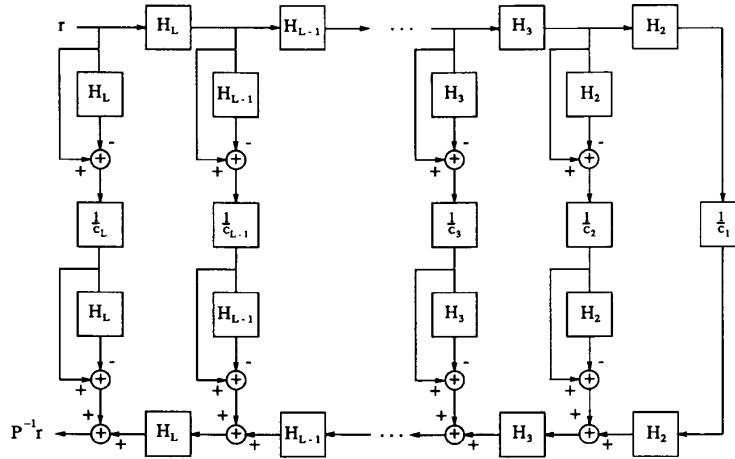 r H_L H_{L-1} ... H_3 H_2
H_L H_{L-1} H_3 H_2
- - - -
+ + + + + + + +
1/c_L 1/c_{L-1} 1/c_3 1/c_2 1/c_1
H_L H_{L-1} H_3 H_2
- - - -
+ + + + + + + +
+ + + +
P^{-1}r + H_L + H_{L-1} ... + H_3 + H_2
+ + + +